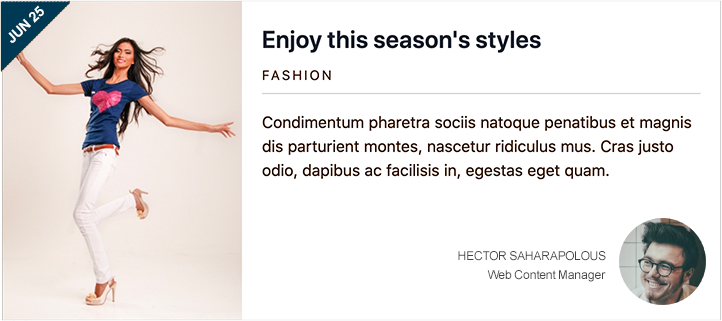 JUN 25
Enjoy this season's styles
FASHION
Condimentum pharetra sociis natoque penatibus et magnis
dis parturient montes, nascetur ridiculus mus. Cras justo
odio, dapibus ac facilisis in, egestas eget quam.
HECTOR SAHARAPOLOUS
Web Content Manager